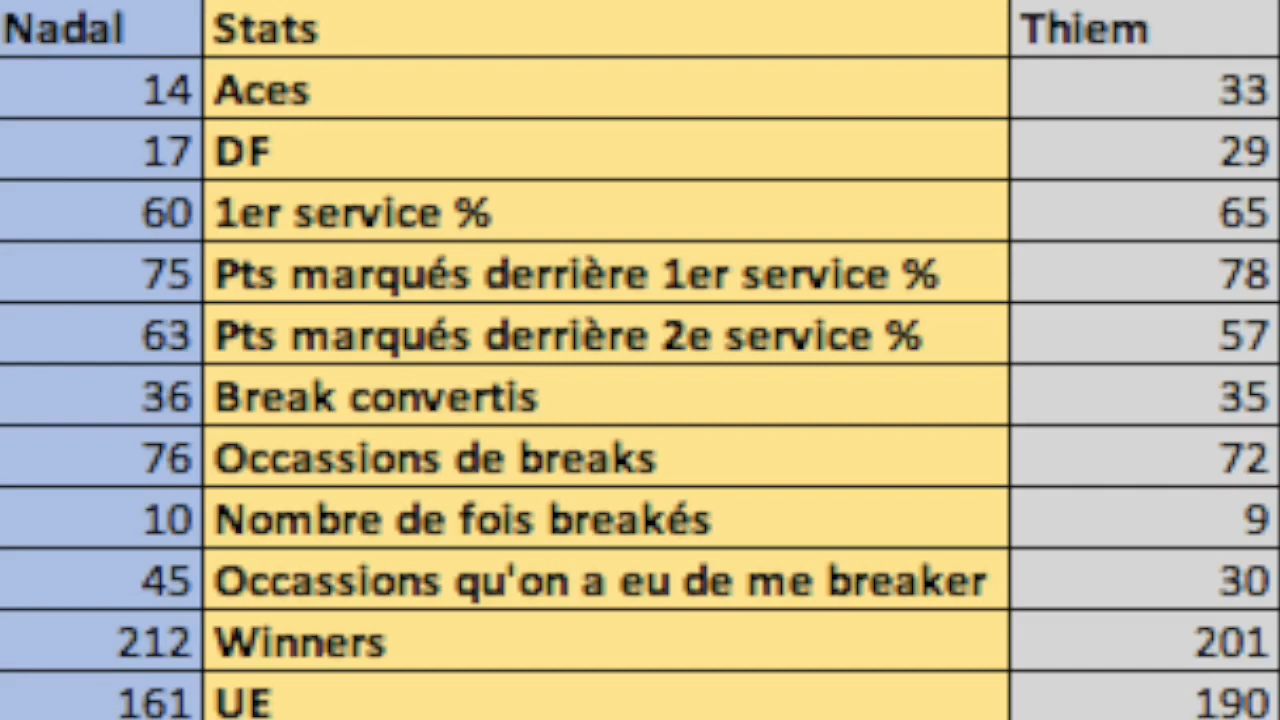 Nadal Stats Thiem
14 Aces 33
17 DF 29
60 1er service % 65
75 Pts marqués derrière 1er service % 78
63 Pts marqués derrière 2e service % 57
36 Break convertis 35
76 Occassions de breaks 72
10 Nombre de fois breakés 9
45 Occassions qu'on a eu de me breaker 30
212 Winners 201
161 UE 190